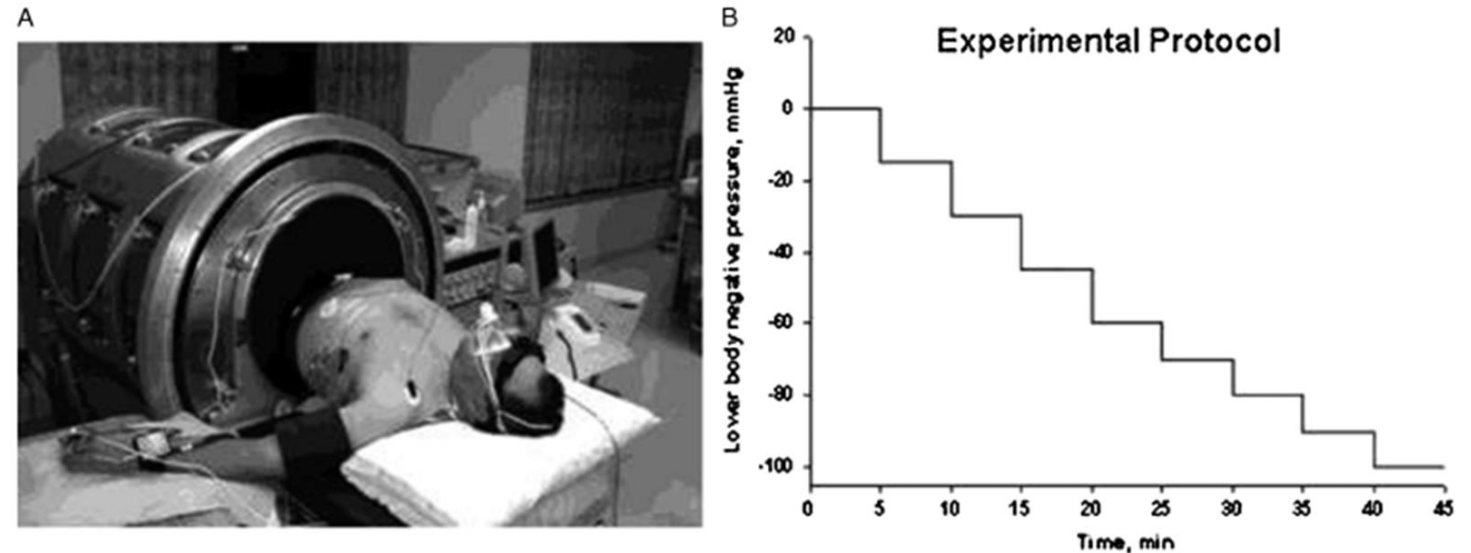 A
B
Experimental Protocol
Lower body negative pressure, mmHg
20
0
-20
-40
-60
-80
-100
0 5 10 15 20 25 30 35 40 45
Time, min